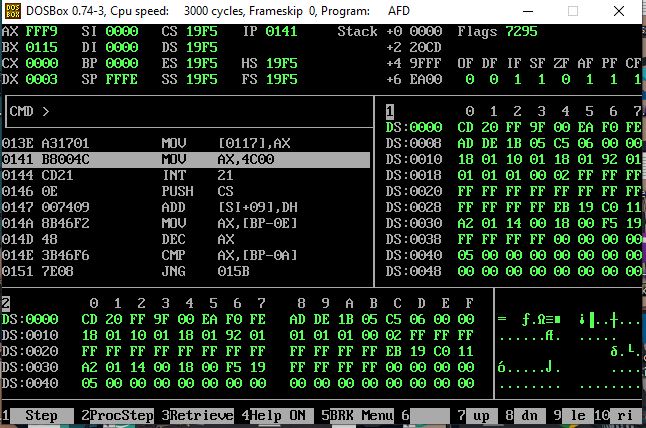 DOSBox 0.74-3, Cpu speed: 3000 cycles, Frameskip 0, Program: AFD
AX FFF9 SI 0000 CS 19F5 IP 0141 Stack +0 0000 Flags 7295
BX 0115 DI 0000 DS 19F5 +2 20CD
CX 0000 BP 0000 ES 19F5 HS 19F5 +4 9FFF OF DF IF SF ZF AF PF CF
DX 0003 SP FFFE SS 19F5 FS 19F5 +6 EA00 0 0 1 1 0 1 1 1
CMD >
1 0 1 2 3 4 5 6 7
DS:0000 CD 20 FF 9F 00 EA F0 FE
013E A31701 MOV [0117],AX DS:0008 AD DE 1B 05 C5 06 00 00
0141 B8004C MOV AX,4C00 DS:0010 18 01 10 01 18 01 92 01
0144 CD21 INT 21 DS:0018 01 01 01 00 02 FF FF FF
0146 0E PUSH CS DS:0020 FF FF FF FF FF FF FF FF
0147 007409 ADD [SI+09],DH DS:0028 FF FF FF FF EB 19 C0 11
014A 8B46F2 MOV AX,[BP-0E] DS:0030 A2 01 14 00 18 00 F5 19
014D 48 DEC AX DS:0038 FF FF FF FF 00 00 00 00
014E 3B46F6 CMP AX,[BP-0A] DS:0040 05 00 00 00 00 00 00 00
0151 7E08 JNG 015B DS:0048 00 00 00 00 00 00 00 00
2 0 1 2 3 4 5 6 7 8 9 A B C D E F
DS:0000 CD 20 FF 9F 00 EA F0 FE AD DE 1B 05 C5 06 00 00 = ƒ.Ω≡■ ¡▐..┼...
DS:0010 18 01 10 01 18 01 92 01 01 01 01 00 02 FF FF FF ......ff. .....
DS:0020 FF FF FF FF FF FF FF FF FF FF FF FF EB 19 C0 11 δ.└.
DS:0030 A2 01 14 00 18 00 F5 19 FF FF FF FF 00 00 00 00 ó.....J. ....
DS:0040 05 00 00 00 00 00 00 00 00 00 00 00 00 00 00 00 ........ ........
1 Step 2ProcStep 3Retrieve 4Help ON 5BRK Menu 6 7 up 8 dn 9 le 10 ri